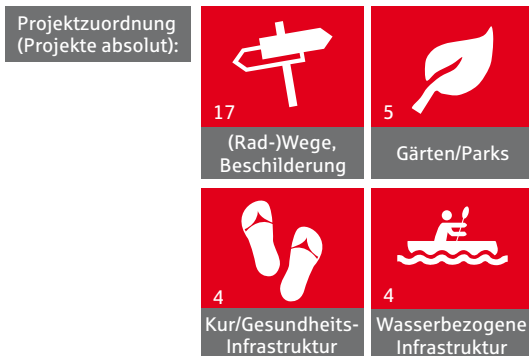 Projektzuordnung
(Projekte absolut):
17
(Rad-)Wege,
Beschilderung
5
Gärten/Parks
4
Kur/Gesundheits-
Infrastruktur
4
Wasserbezogene
Infrastruktur